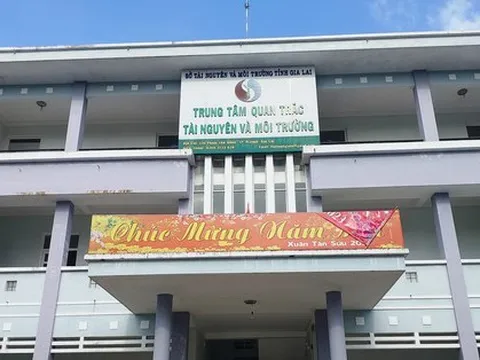 SỞ TÀI NGUYÊN VÀ MÔI TRƯỜNG TỈNH GIA LAI
TRUNG TÂM QUAN TRẮC
TÀI NGUYÊN VÀ MÔI TRƯỜNG
Chúc Mừng Năm
Xuân Tân Sửu 20